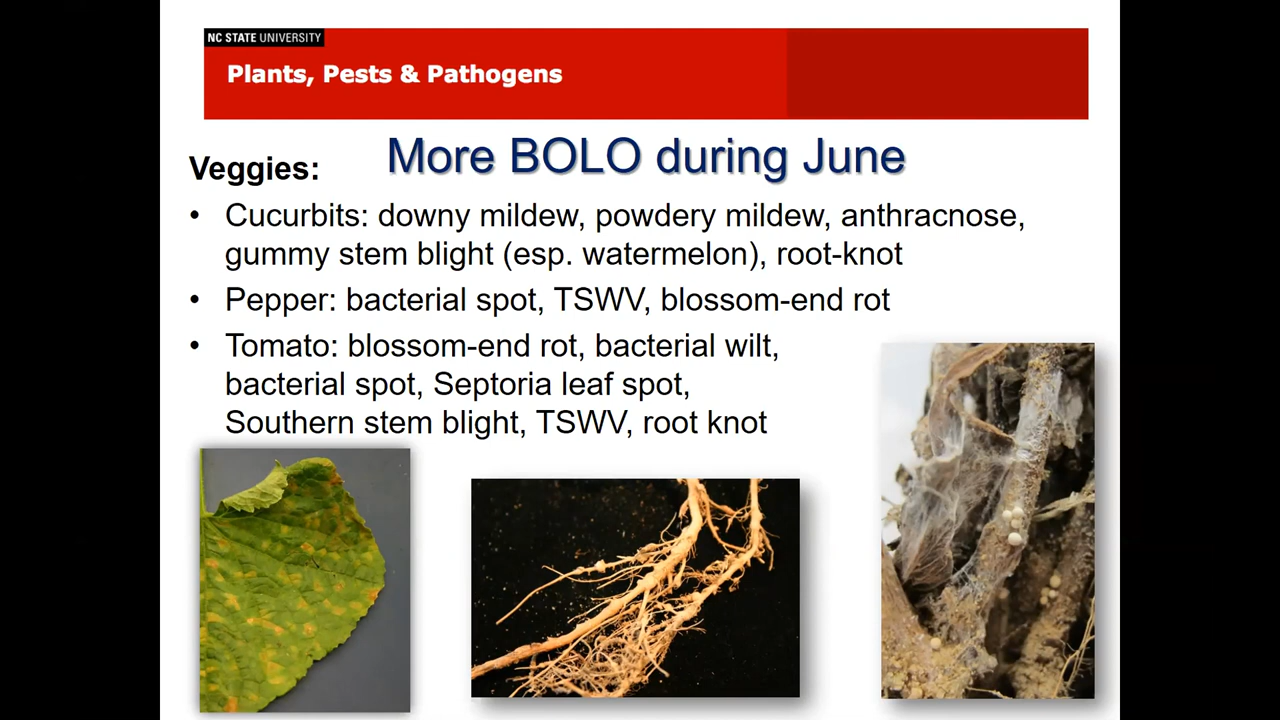 NC STATE UNIVERSITY
Plants, Pests & Pathogens
More BOLO during June
Veggies:
• Cucurbits: downy mildew, powdery mildew, anthracnose,
gummy stem blight (esp. watermelon), root-knot
• Pepper: bacterial spot, TSWV, blossom-end rot
• Tomato: blossom-end rot, bacterial wilt,
bacterial spot, Septoria leaf spot,
Southern stem blight, TSWV, root knot